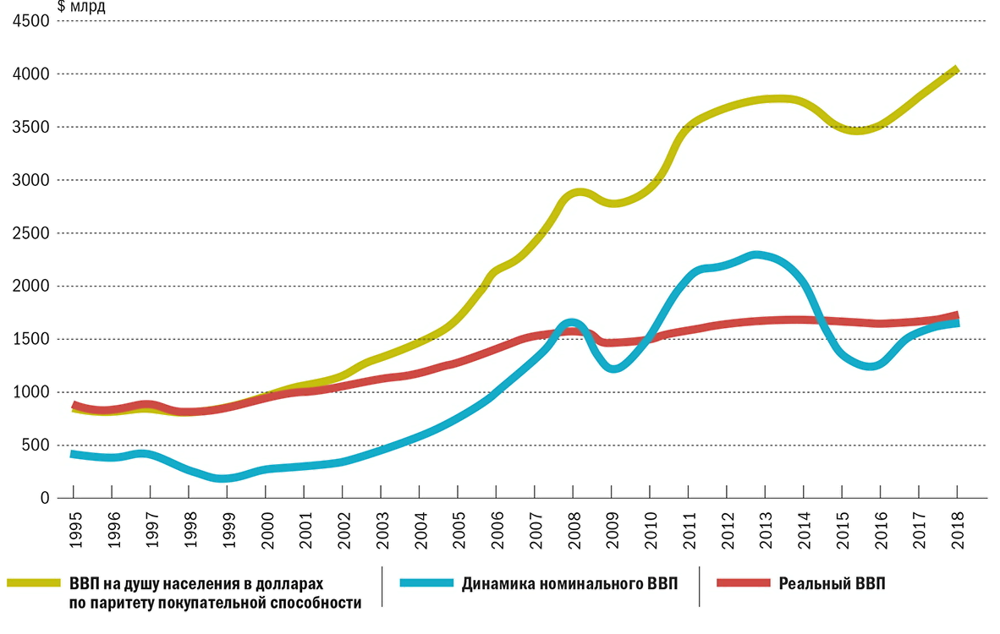 $ млрд
4500
4000
3500
3000
2500
2000
1500
1000
500
0
1995 1996 1997 1998 1999 2000 2001 2002 2003 2004 2005 2006 2007 2008 2009 2010 2011 2012 2013 2014 2015 2016 2017 2018
ВВП на душу населения в долларах
по паритету покупательной способности
Динамика номинального ВВП
Реальный ВВП